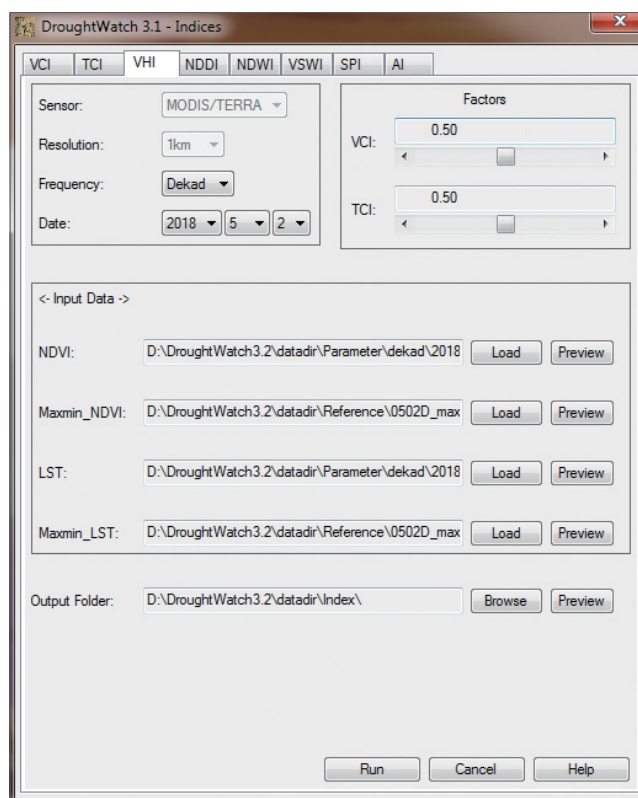 DroughtWatch 3.1 - Indices
VCI TCI VHI NDDI NDWI VSWI SPI AI
Sensor: MODIS/TERRA
Resolution: 1km
Frequency: Dekad
Date: 2018 5 2
Factors
VCI: 0.50
TCI: 0.50
<- Input Data ->
NDVI: D:\DroughtWatch3.2\datadir\Parameter\dekad\2018 Load Preview
Maxmin_NDVI: D:\DroughtWatch3.2\datadir\Reference\0502D_max Load Preview
LST: D:\DroughtWatch3.2\datadir\Parameter\dekad\2018 Load Preview
Maxmin_LST: D:\DroughtWatch3.2\datadir\Reference\0502D_max Load Preview
Output Folder: D:\DroughtWatch3.2\datadir\Index\ Browse Preview
Run Cancel Help